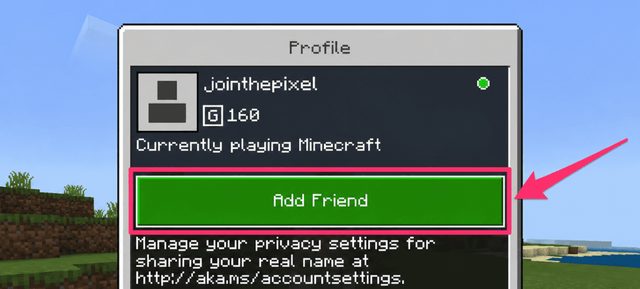 Profile
jointhepixel
G 160
Currently playing Minecraft
Add Friend
Manage your privacy settings for
sharing your real name at
http://aka.ms/accountsettings.